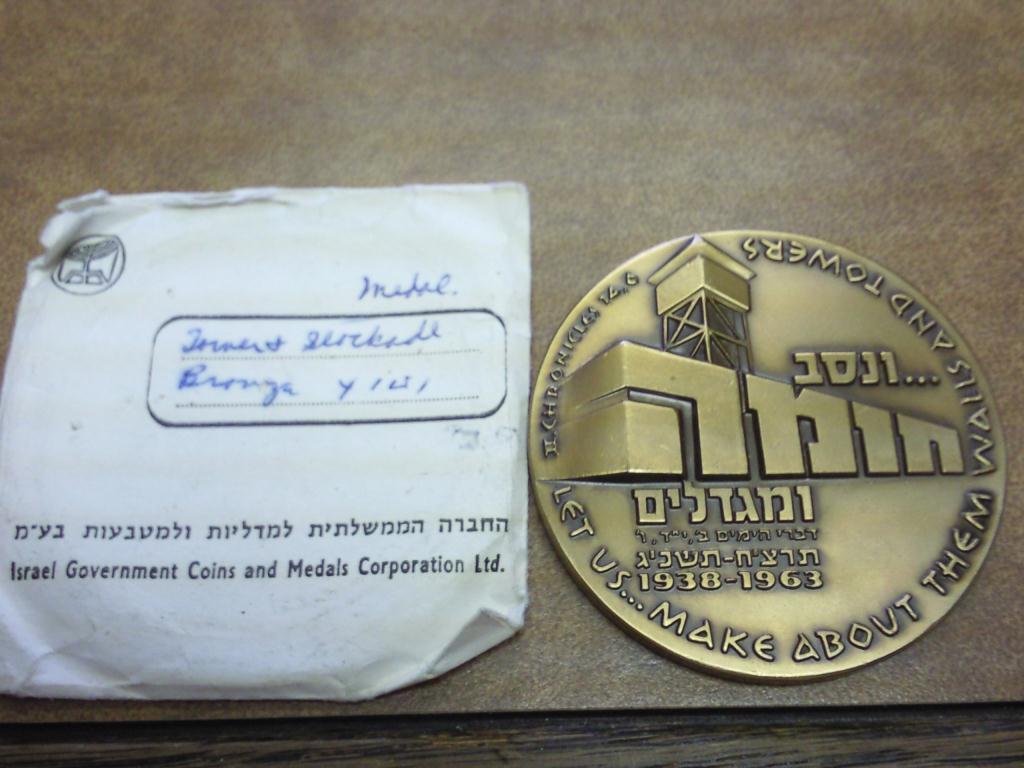 Medal.
Tower & Stockade
Bronze
החברה הממשלתית למדליות ולמטבעות בע״מ
Israel Government Coins and Medals Corporation Ltd.
...ונסב
חומה
ומגדלים
דברי הימים ב', י"ד, ו'
תרצ"ח-תשכ"ג
1938-1963
LET US... MAKE ABOUT THEM WALLS AND TOWERS
II. CHRONICLES 14,